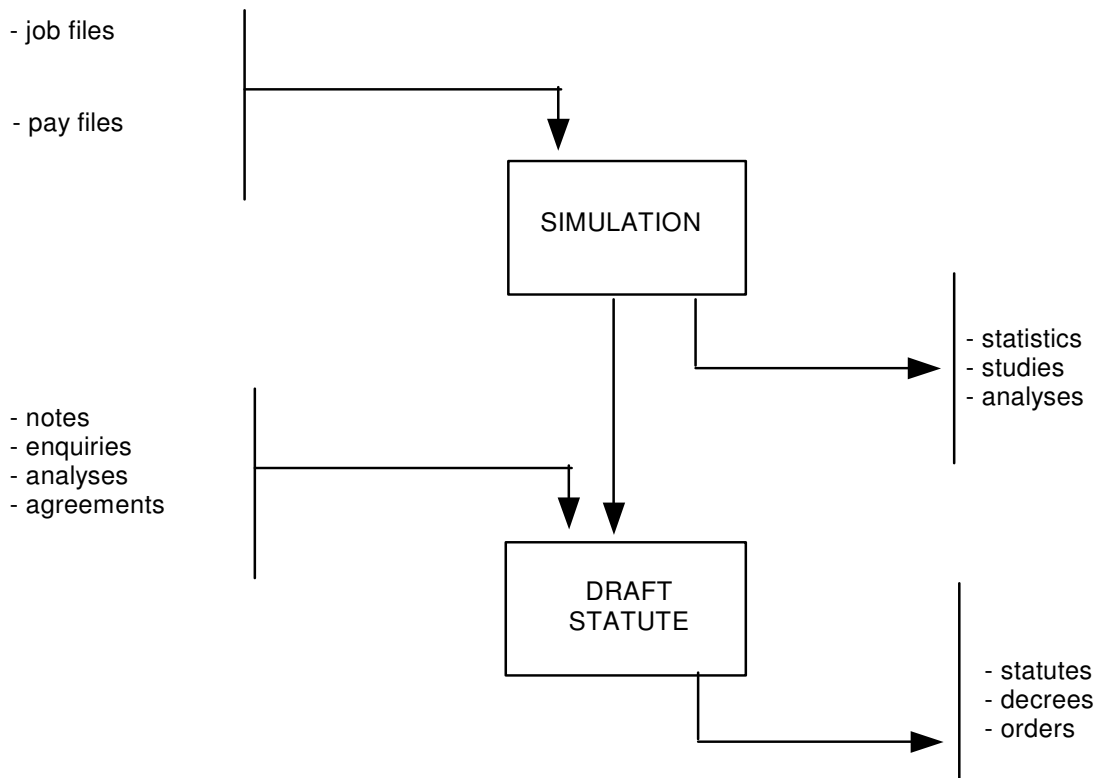 - job files
- pay files
SIMULATION
- statistics
- studies
- analyses
- notes
- enquiries
- analyses
- agreements
DRAFT
STATUTE
- statutes
- decrees
- orders